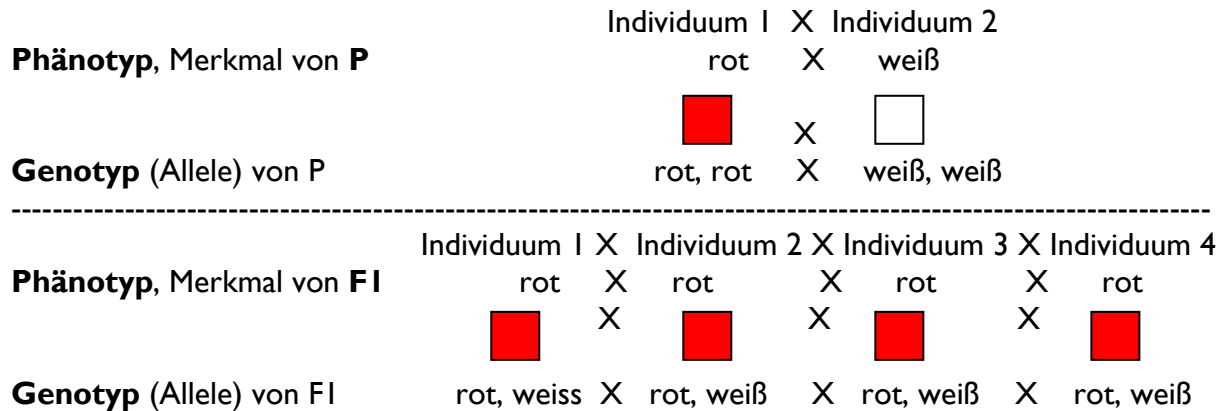 Individuum 1 X Individuum 2
Phänotyp, Merkmal von P rot X weiß
X
Genotyp (Allele) von P rot, rot X weiß, weiß
------------------------------------------------------------------------------------------------------------------------
Individuum 1 X Individuum 2 X Individuum 3 X Individuum 4
Phänotyp, Merkmal von F1 rot X rot X rot X rot
X X X
Genotyp (Allele) von F1 rot, weiss X rot, weiß X rot, weiß X rot, weiß